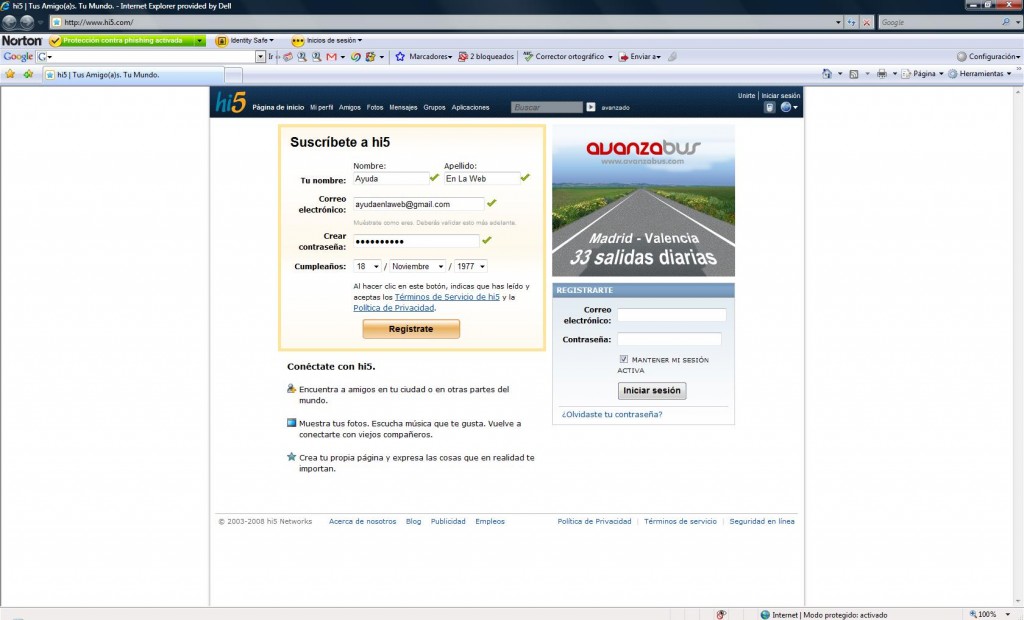 hi5 | Tus Amigo(a)s. Tu Mundo. - Internet Explorer provided by Dell
http://www.hi5.com/
Google
Norton
Protección contra phishing activada
Identity Safe
Inicios de sesión
Google
Ir
Marcadores
2 bloqueados
Corrector ortográfico
Enviar a
Configuración
hi5 | Tus Amigo(a)s. Tu Mundo.
Página
Herramientas
hi5
Página de inicio Mi perfil Amigos Fotos Mensajes Grupos Aplicaciones
Buscar
avanzado
Unirte | Iniciar sesión
Suscríbete a hi5
Nombre: Apellido:
Tu nombre: Ayuda En La Web
Correo electrónico: ayudaenlaweb@gmail.com
Muéstrate como eres. Deberás validar esto más adelante.
Crear contraseña: ••••••••••
Cumpleaños: 18 / Noviembre / 1977
Al hacer clic en este botón, indicas que has leído y
aceptas los Términos de Servicio de hi5 y la
Política de Privacidad.
Regístrate
Conéctate con hi5.
Encuentra a amigos en tu ciudad o en otras partes del
mundo.
Muestra tus fotos. Escucha música que te gusta. Vuelve a
conectarte con viejos compañeros.
Crea tu propia página y expresa las cosas que en realidad te
importan.
avanzabus
www.avanzabus.com
Madrid - Valencia
33 salidas diarias
REGISTRARTE
Correo
electrónico:
Contraseña:
MANTENER MI SESIÓN
ACTIVA
Iniciar sesión
¿Olvidaste tu contraseña?
© 2003-2008 hi5 Networks Acerca de nosotros Blog Publicidad Empleos Política de Privacidad | Términos de servicio | Seguridad en línea
Internet | Modo protegido: activado
100%